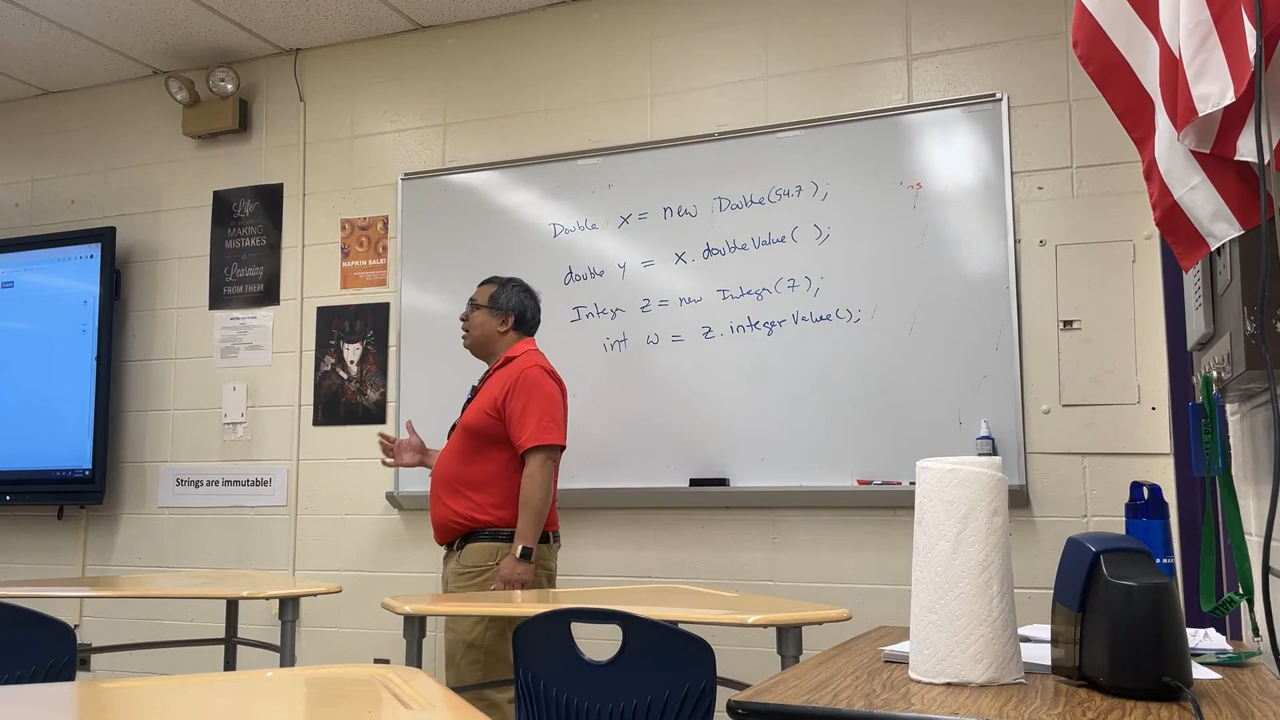 Double x = new Double(54.7);
double y = x.doubleValue( );
Integer z = new Integer(7);
int w = z.integerValue();
Life
MAKING
MISTAKES
&
Learning
FROM THEM
NAPKIN SALE!
Strings are immutable!